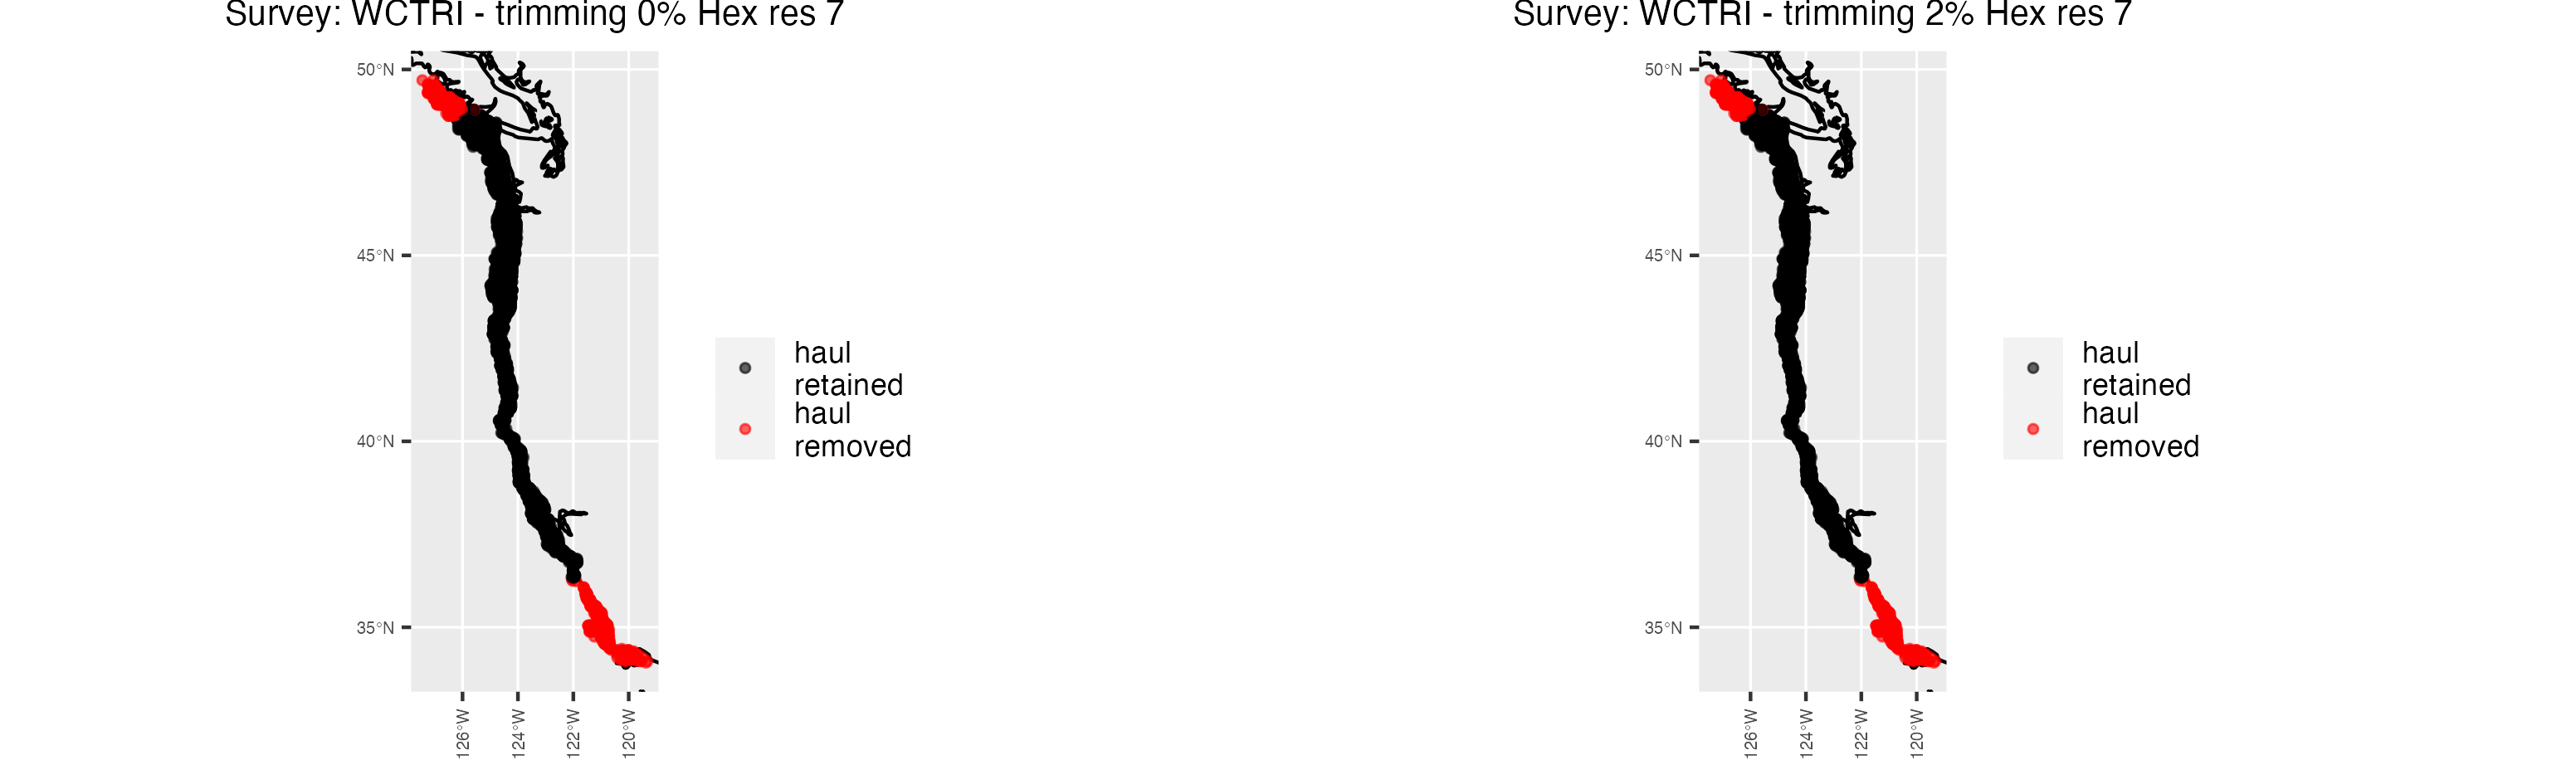 Survey: WCTRI - trimming 0% Hex res 7
50°N
45°N
40°N
35°N
126°W
124°W
122°W
120°W
haul
retained
haul
removed
Survey: WCTRI - trimming 2% Hex res 7
50°N
45°N
40°N
35°N
126°W
124°W
122°W
120°W
haul
retained
haul
removed